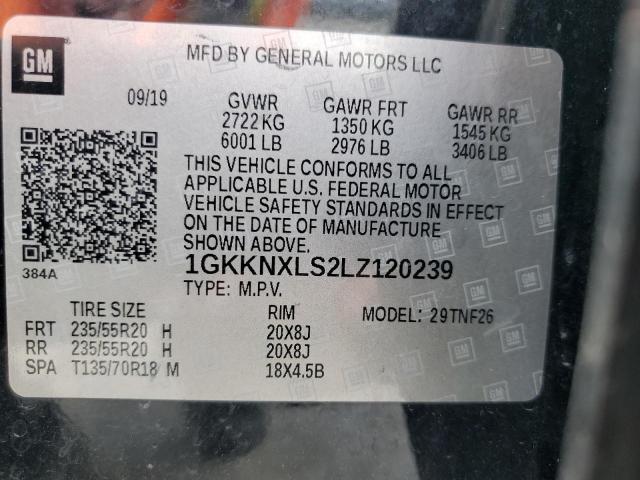 GM
MFD BY GENERAL MOTORS LLC
09/19 GVWR GAWR FRT GAWR RR
2722 KG 1350 KG 1545 KG
6001 LB 2976 LB 3406 LB
THIS VEHICLE CONFORMS TO ALL
APPLICABLE U.S. FEDERAL MOTOR
VEHICLE SAFETY STANDARDS IN EFFECT
ON THE DATE OF MANUFACTURE
SHOWN ABOVE.
384A
1GKKNXLS2LZ120239
TYPE: M.P.V.
TIRE SIZE RIM MODEL: 29TNF26
FRT 235/55R20 H 20X8J
RR 235/55R20 H 20X8J
SPA T135/70R18 M 18X4.5B